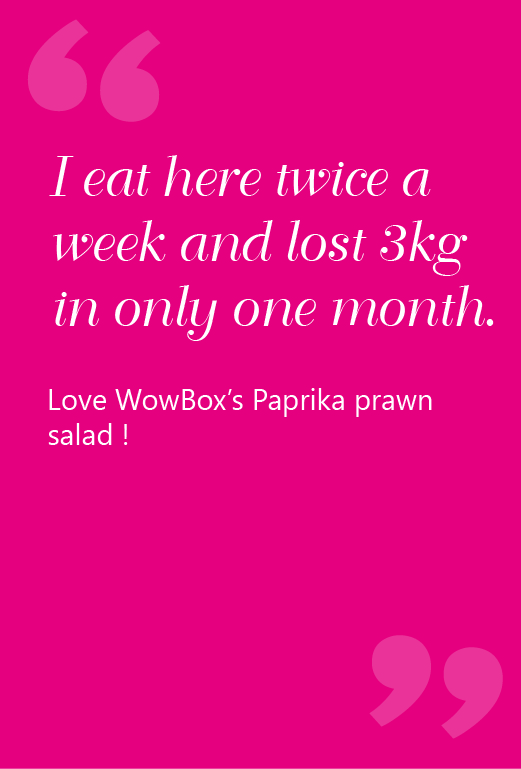 I eat here twice a
week and lost 3kg
in only one month.
Love WowBox’s Paprika prawn
salad !